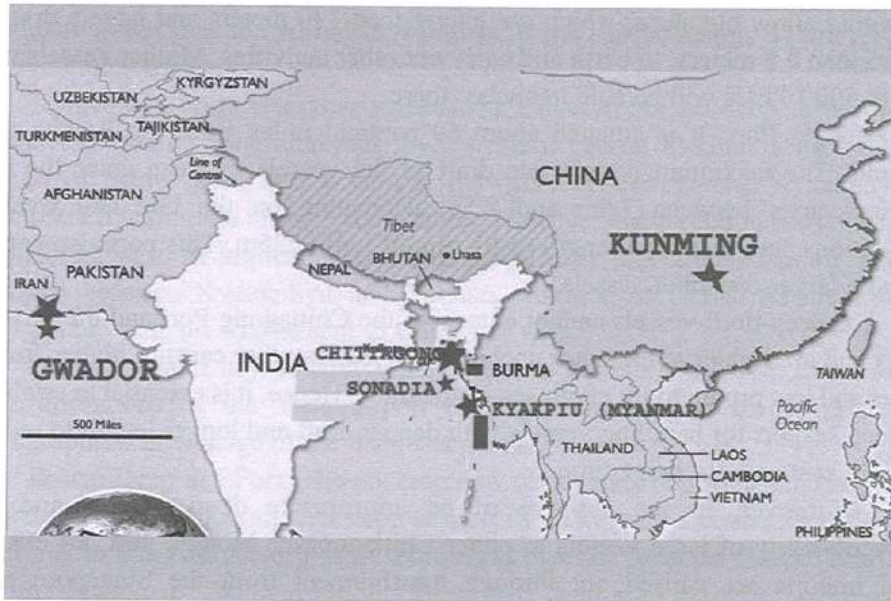 KYRGYZSTAN
UZBEKISTAN
TAJIKISTAN
TURKMENISTAN
Line of
Control
AFGHANISTAN
CHINA
Tibet
KUNMING
Lhasa
BHUTAN
NEPAL
PAKISTAN
IRAN
INDIA
CHITTAGONG
BURMA
GWADOR
SONADIA
TAIWAN
KYAKPIU (MYANMAR)
Pacific
Ocean
500 Miles
THAILAND
LAOS
CAMBODIA
VIETNAM
PHILIPPINES